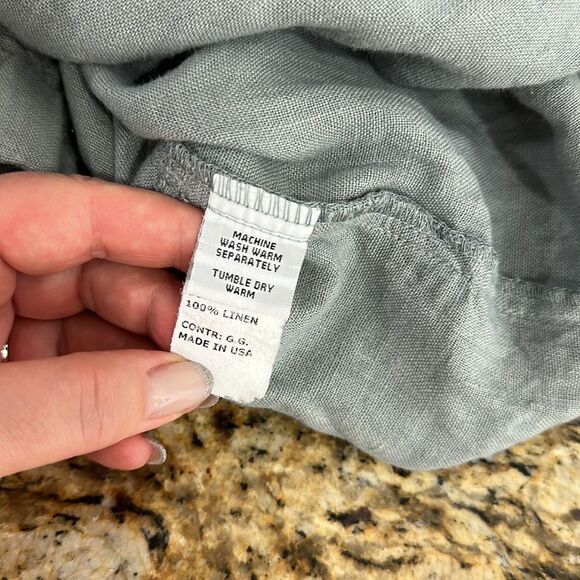 MACHINE
WASH WARM
SEPARATELY
TUMBLE DRY
WARM
100% LINEN
CONTR: G.G.
MADE IN USA